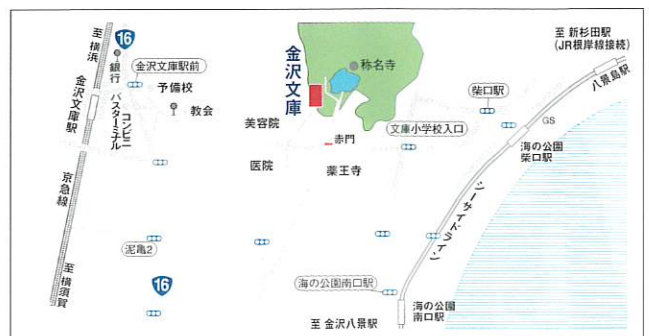 至 横浜
16
銀行
金沢文庫駅前
予備校
教会
バスターミナル
コンビニ
金沢文庫駅
京急線
至 横須賀
泥亀2
16
金沢文庫
称名寺
美容院
医院
赤門
薬王寺
文庫小学校入口
柴口駅
GS
至 新杉田駅
(JR根岸線接続)
八景島駅
海の公園
柴口駅
シーサイドライン
海の公園南口駅
海の公園
南口駅
至 金沢八景駅